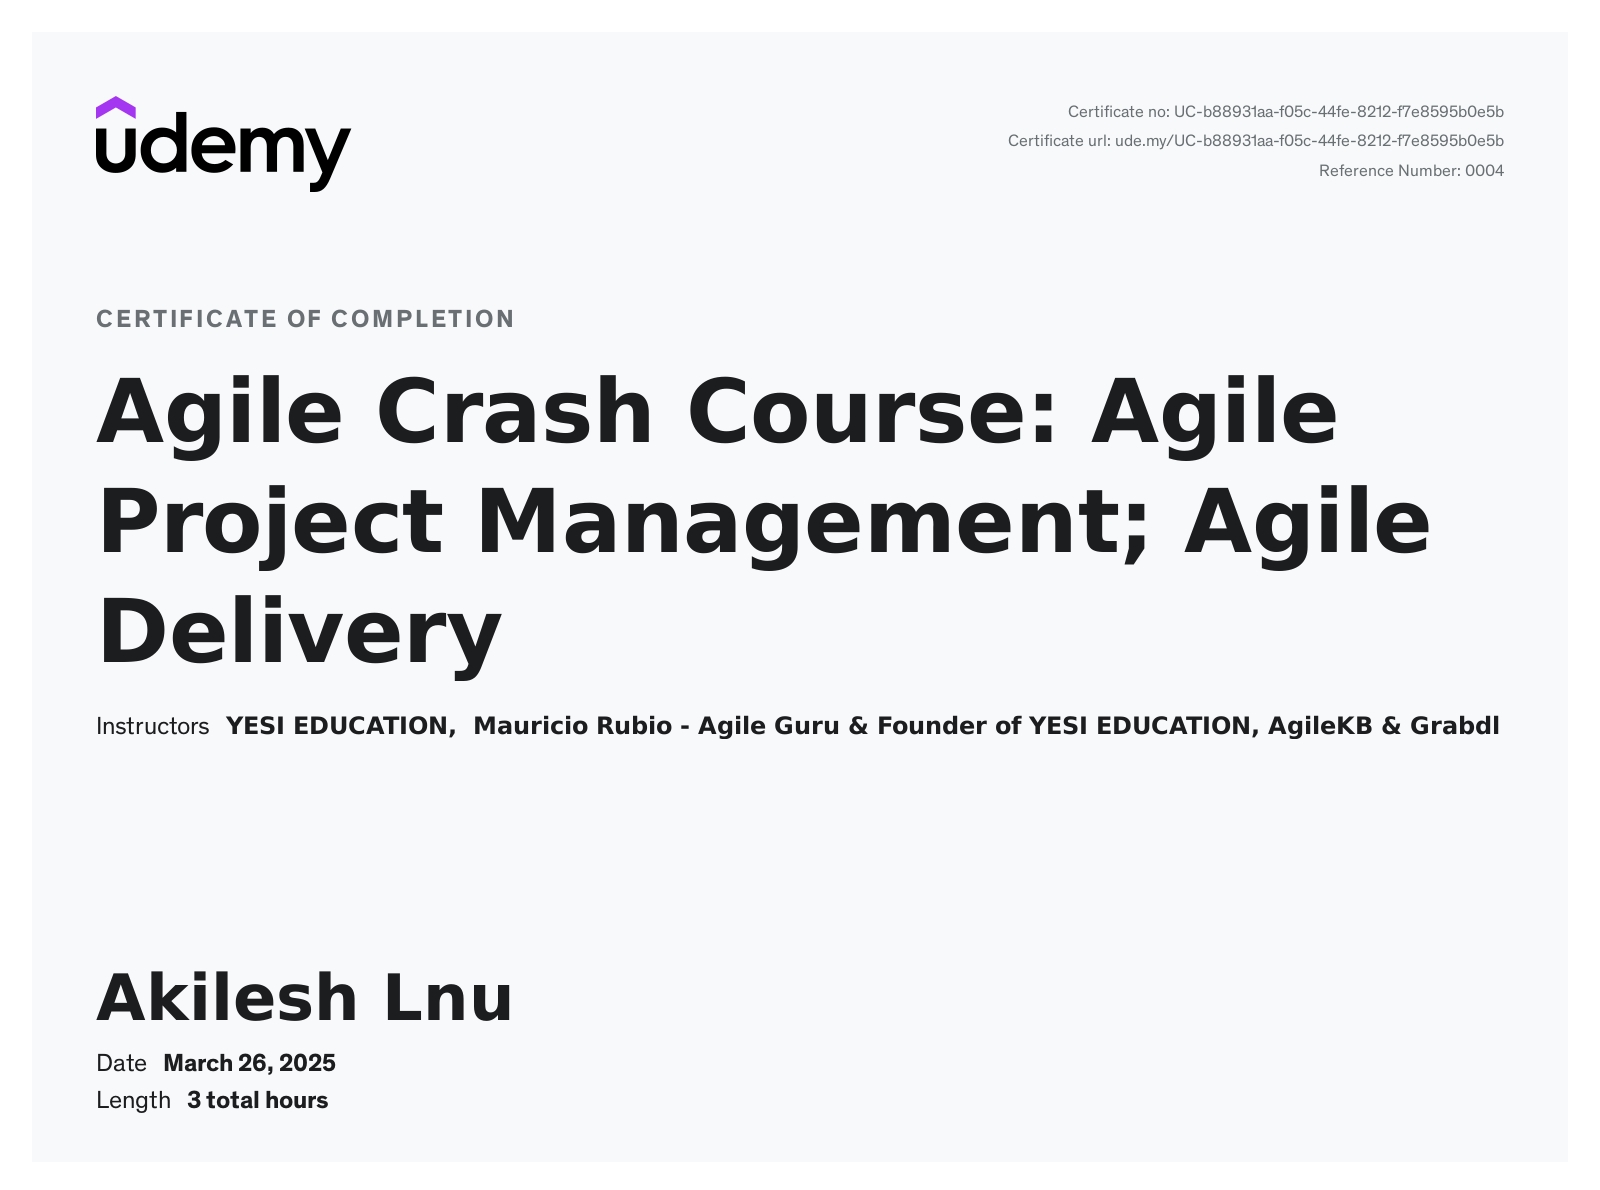 udemy
Certificate no: UC-b88931aa-f05c-44fe-8212-f7e8595b0e5b
Certificate url: ude.my/UC-b88931aa-f05c-44fe-8212-f7e8595b0e5b
Reference Number: 0004
CERTIFICATE OF COMPLETION
Agile Crash Course: Agile
Project Management; Agile
Delivery
Instructors YESI EDUCATION, Mauricio Rubio - Agile Guru & Founder of YESI EDUCATION, AgileKB & Grabdl
Akilesh Lnu
Date March 26, 2025
Length 3 total hours